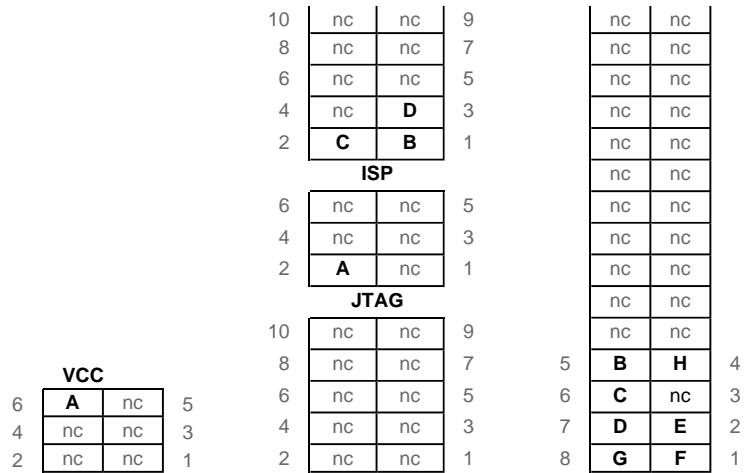 10 nc nc 9 nc nc
8 nc nc 7 nc nc
6 nc nc 5 nc nc
4 nc D 3 nc nc
2 C B 1 nc nc
ISP nc nc
6 nc nc 5 nc nc
4 nc nc 3 nc nc
2 A nc 1 nc nc
JTAG nc nc
10 nc nc 9 nc nc
VCC 8 nc nc 7 5 B H 4
6 A nc 5 6 nc nc 5 6 C nc 3
4 nc nc 3 4 nc nc 3 7 D E 2
2 nc nc 1 2 nc nc 1 8 G F 1